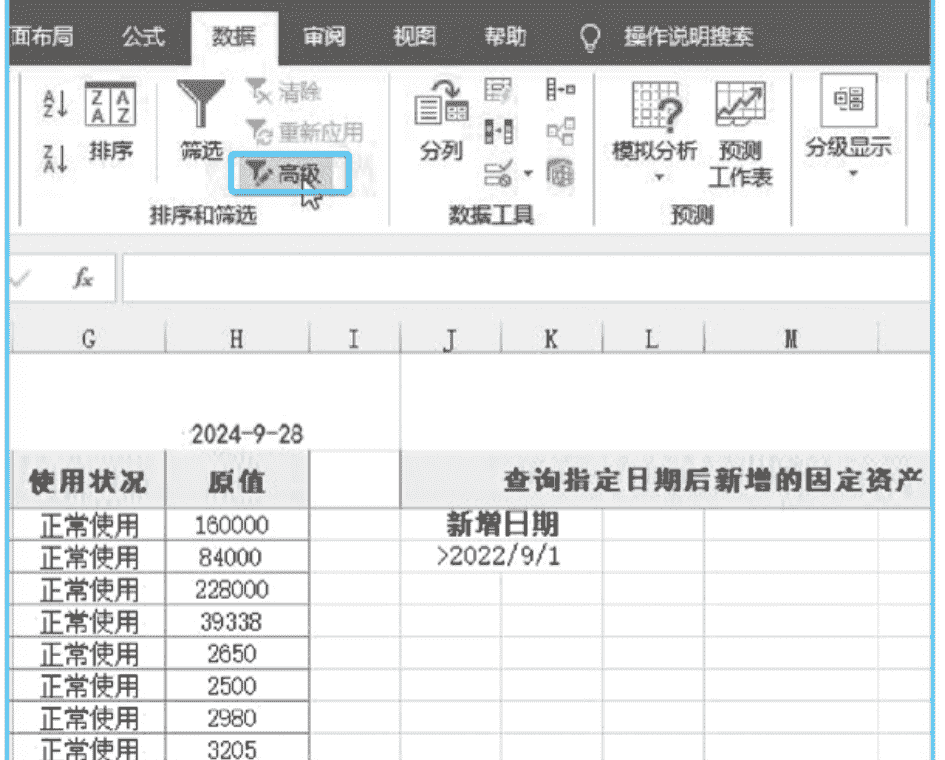 面布局 公式 数据 审阅 视图 帮助 操作说明搜索
清除
重新应用
高级
排序 筛选 分列 模拟分析 预测 分级显示
工作表
排序和筛选 数据工具 预测
fx
G H I J K L M
2024-9-28
使用状况 原值 查询指定日期后新增的固定资产
正常使用 160000 新增日期
正常使用 84000 >2022/9/1
正常使用 228000
正常使用 39338
正常使用 2650
正常使用 2500
正常使用 2980
正常使用 3205